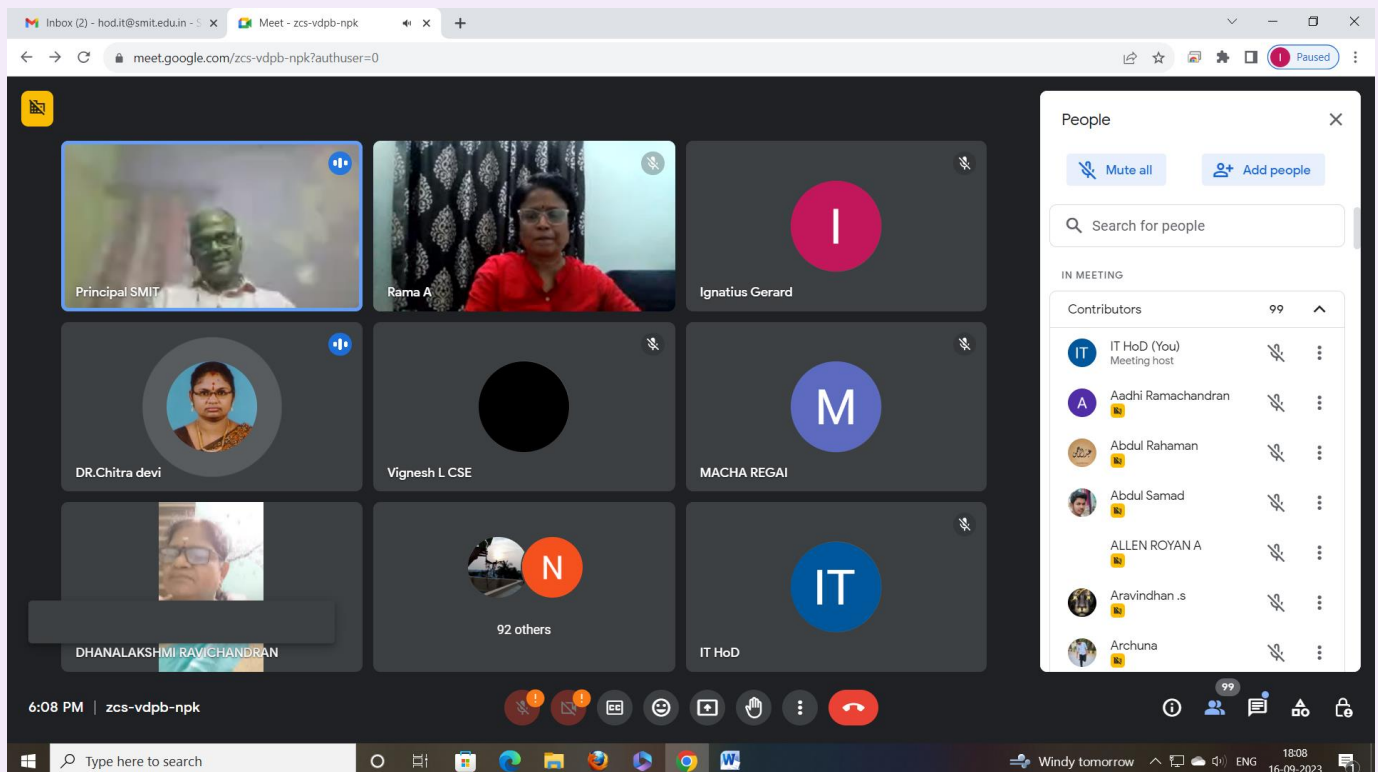 Inbox (2) - hod.it@smit.edu.in - S
Meet - zcs-vdpb-npk
meet.google.com/zcs-vdpb-npk?authuser=0
I
Paused
Principal SMIT
Rama A
I
Ignatius Gerard
DR.Chitra devi
Vignesh L CSE
M
MACHA REGAI
DHANALAKSHMI RAVICHANDRAN
N
92 others
IT
IT HoD
People
Mute all
Add people
Search for people
IN MEETING
Contributors 99
IT
IT HoD (You)
Meeting host
A
Aadhi Ramachandran
Abdul Rahaman
Abdul Samad
ALLEN ROYAN A
Aravindhan .s
Archuna
6:08 PM | zcs-vdpb-npk
CC
99
Type here to search
W
Windy tomorrow
ENG
18:08
16-09-2023
1